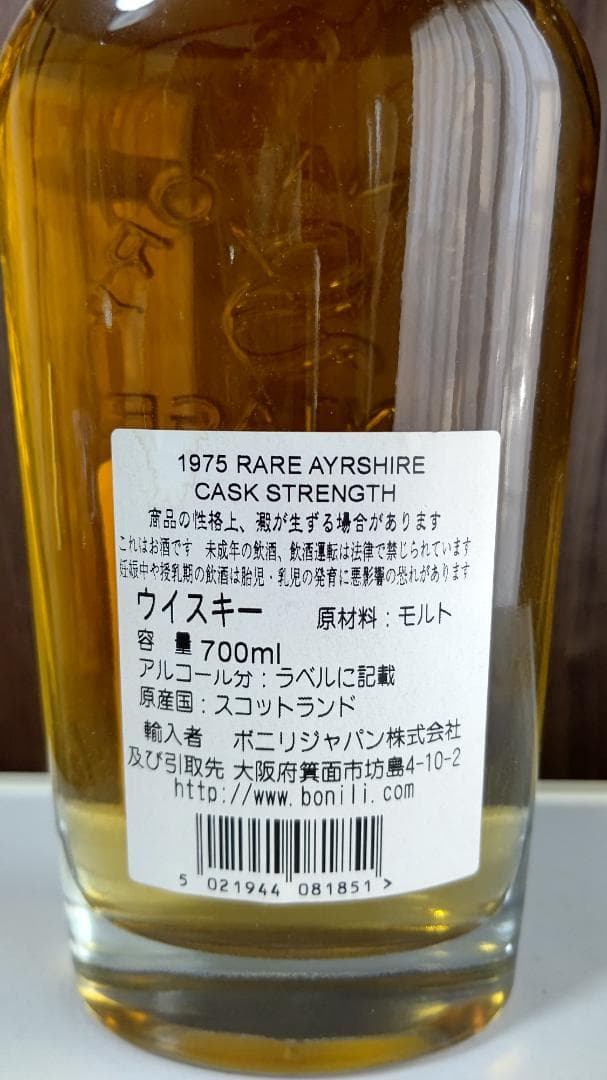 1975 RARE AYRSHIRE
CASK STRENGTH
商品の性格上、澱が生ずる場合があります
これはお酒です 未成年の飲酒、飲酒運転は法律で禁じられています
妊娠中や授乳期の飲酒は胎児・乳児の発育に悪影響の恐れがあります
ウイスキー 原材料：モルト
容 量 700ml
アルコール分：ラベルに記載
原産国：スコットランド
輸入者 ボニリジャパン株式会社
及び引取先 大阪府箕面市坊島4-10-2
http://www.bonili.com
5 021944 081851 >